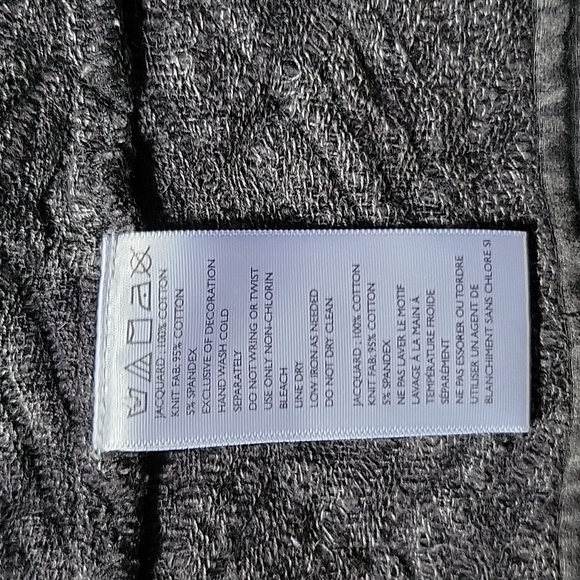 JACQUARD : 100% COTTON
KNIT FAB: 95% COTTON
5% SPANDEX
EXCLUSIVE OF DECORATION
HAND WASH COLD
SEPARATELY
DO NOT WRING OR TWIST
USE ONLY NON-CHLORIN
BLEACH
LINE DRY
LOW IRON AS NEEDED
DO NOT DRY CLEAN
JACQUARD : 100% COTTON
KNIT FAB: 95% COTTON
5% SPANDEX
NE PAS LAVER LE MOTIF
LAVAGE À LA MAIN À
TEMPÉRATURE FROIDE
SÉPARÉMENT
NE PAS ESSORER OU TORDRE
UTILISER UN AGENT DE
BLANCHIMENT SANS CHLORE SI